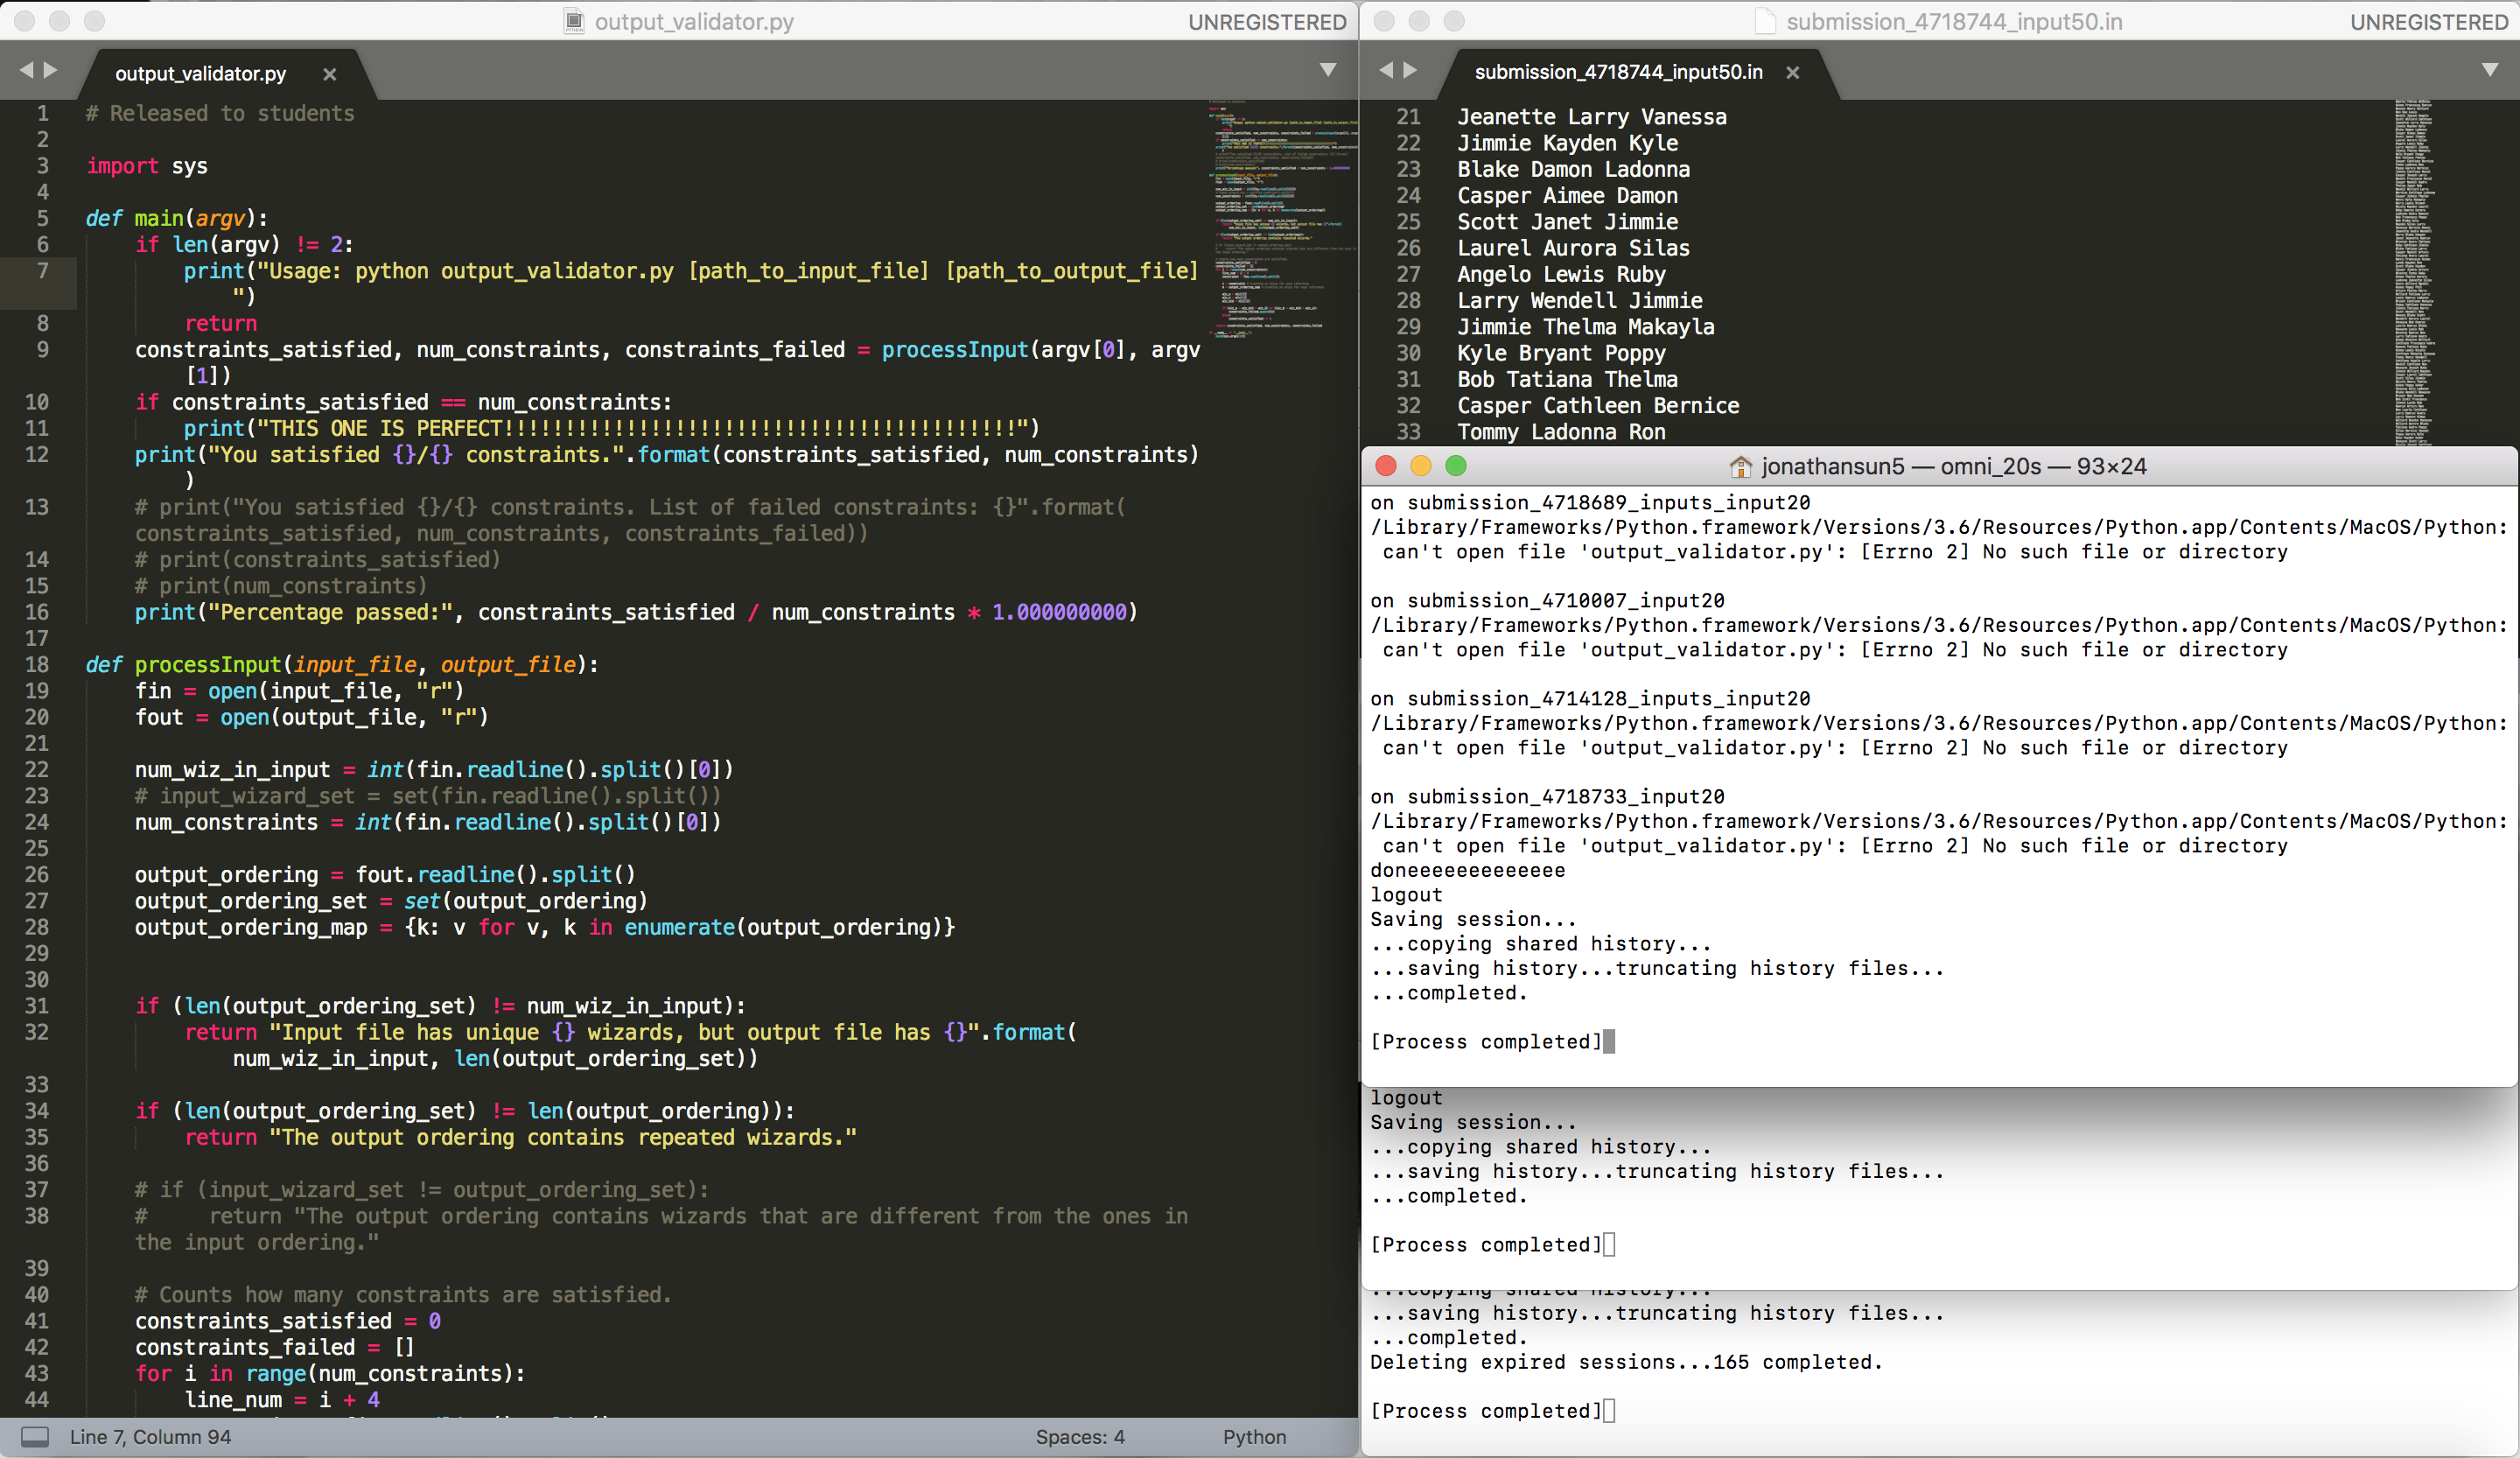 output_validator.py
UNREGISTERED
output_validator.py ×
1 # Released to students
2
3 import sys
4
5 def main(argv):
6 if len(argv) != 2:
7 print("Usage: python output_validator.py [path_to_input_file] [path_to_output_file]
")
8 return
9 constraints_satisfied, num_constraints, constraints_failed = processInput(argv[0], argv
[1])
10 if constraints_satisfied == num_constraints:
11 print("THIS ONE IS PERFECT!!!!!!!!!!!!!!!!!!!!!!!!!!!!!!!!!!!!!!!!!!")
12 print("You satisfied {}/{} constraints.".format(constraints_satisfied, num_constraints)
)
13 # print("You satisfied {}/{} constraints. List of failed constraints: {}".format(
constraints_satisfied, num_constraints, constraints_failed))
14 # print(constraints_satisfied)
15 # print(num_constraints)
16 print("Percentage passed:", constraints_satisfied / num_constraints * 1.000000000)
17
18 def processInput(input_file, output_file):
19 fin = open(input_file, "r")
20 fout = open(output_file, "r")
21
22 num_wiz_in_input = int(fin.readline().split()[0])
23 # input_wizard_set = set(fin.readline().split())
24 num_constraints = int(fin.readline().split()[0])
25
26 output_ordering = fout.readline().split()
27 output_ordering_set = set(output_ordering)
28 output_ordering_map = {k: v for v, k in enumerate(output_ordering)}
29
30
31 if (len(output_ordering_set) != num_wiz_in_input):
32 return "Input file has unique {} wizards, but output file has {}".format(
num_wiz_in_input, len(output_ordering_set))
33
34 if (len(output_ordering_set) != len(output_ordering)):
35 return "The output ordering contains repeated wizards."
36
37 # if (input_wizard_set != output_ordering_set):
38 # return "The output ordering contains wizards that are different from the ones in
the input ordering."
39
40 # Counts how many constraints are satisfied.
41 constraints_satisfied = 0
42 constraints_failed = []
43 for i in range(num_constraints):
44 line_num = i + 4
Line 7, Column 94
Spaces: 4
Python
submission_4718744_input50.in
UNREGISTERED
submission_4718744_input50.in ×
21 Jeanette Larry Vanessa
22 Jimmie Kayden Kyle
23 Blake Damon Ladonna
24 Casper Aimee Damon
25 Scott Janet Jimmie
26 Laurel Aurora Silas
27 Angelo Lewis Ruby
28 Larry Wendell Jimmie
29 Jimmie Thelma Makayla
30 Kyle Bryant Poppy
31 Bob Tatiana Thelma
32 Casper Cathleen Bernice
33 Tommy Ladonna Ron
jonathansun5 — omni_20s — 93×24
on submission_4718689_inputs_input20
/Library/Frameworks/Python.framework/Versions/3.6/Resources/Python.app/Contents/MacOS/Python:
can't open file 'output_validator.py': [Errno 2] No such file or directory
on submission_4710007_input20
/Library/Frameworks/Python.framework/Versions/3.6/Resources/Python.app/Contents/MacOS/Python:
can't open file 'output_validator.py': [Errno 2] No such file or directory
on submission_4714128_inputs_input20
/Library/Frameworks/Python.framework/Versions/3.6/Resources/Python.app/Contents/MacOS/Python:
can't open file 'output_validator.py': [Errno 2] No such file or directory
on submission_4718733_input20
/Library/Frameworks/Python.framework/Versions/3.6/Resources/Python.app/Contents/MacOS/Python:
can't open file 'output_validator.py': [Errno 2] No such file or directory
doneeeeeeeeeeeee
logout
Saving session...
...copying shared history...
...saving history...truncating history files...
...completed.
[Process completed]
logout
Saving session...
...copying shared history...
...saving history...truncating history files...
...completed.
[Process completed]
...copying shared history...
...saving history...truncating history files...
...completed.
Deleting expired sessions...165 completed.
[Process completed]